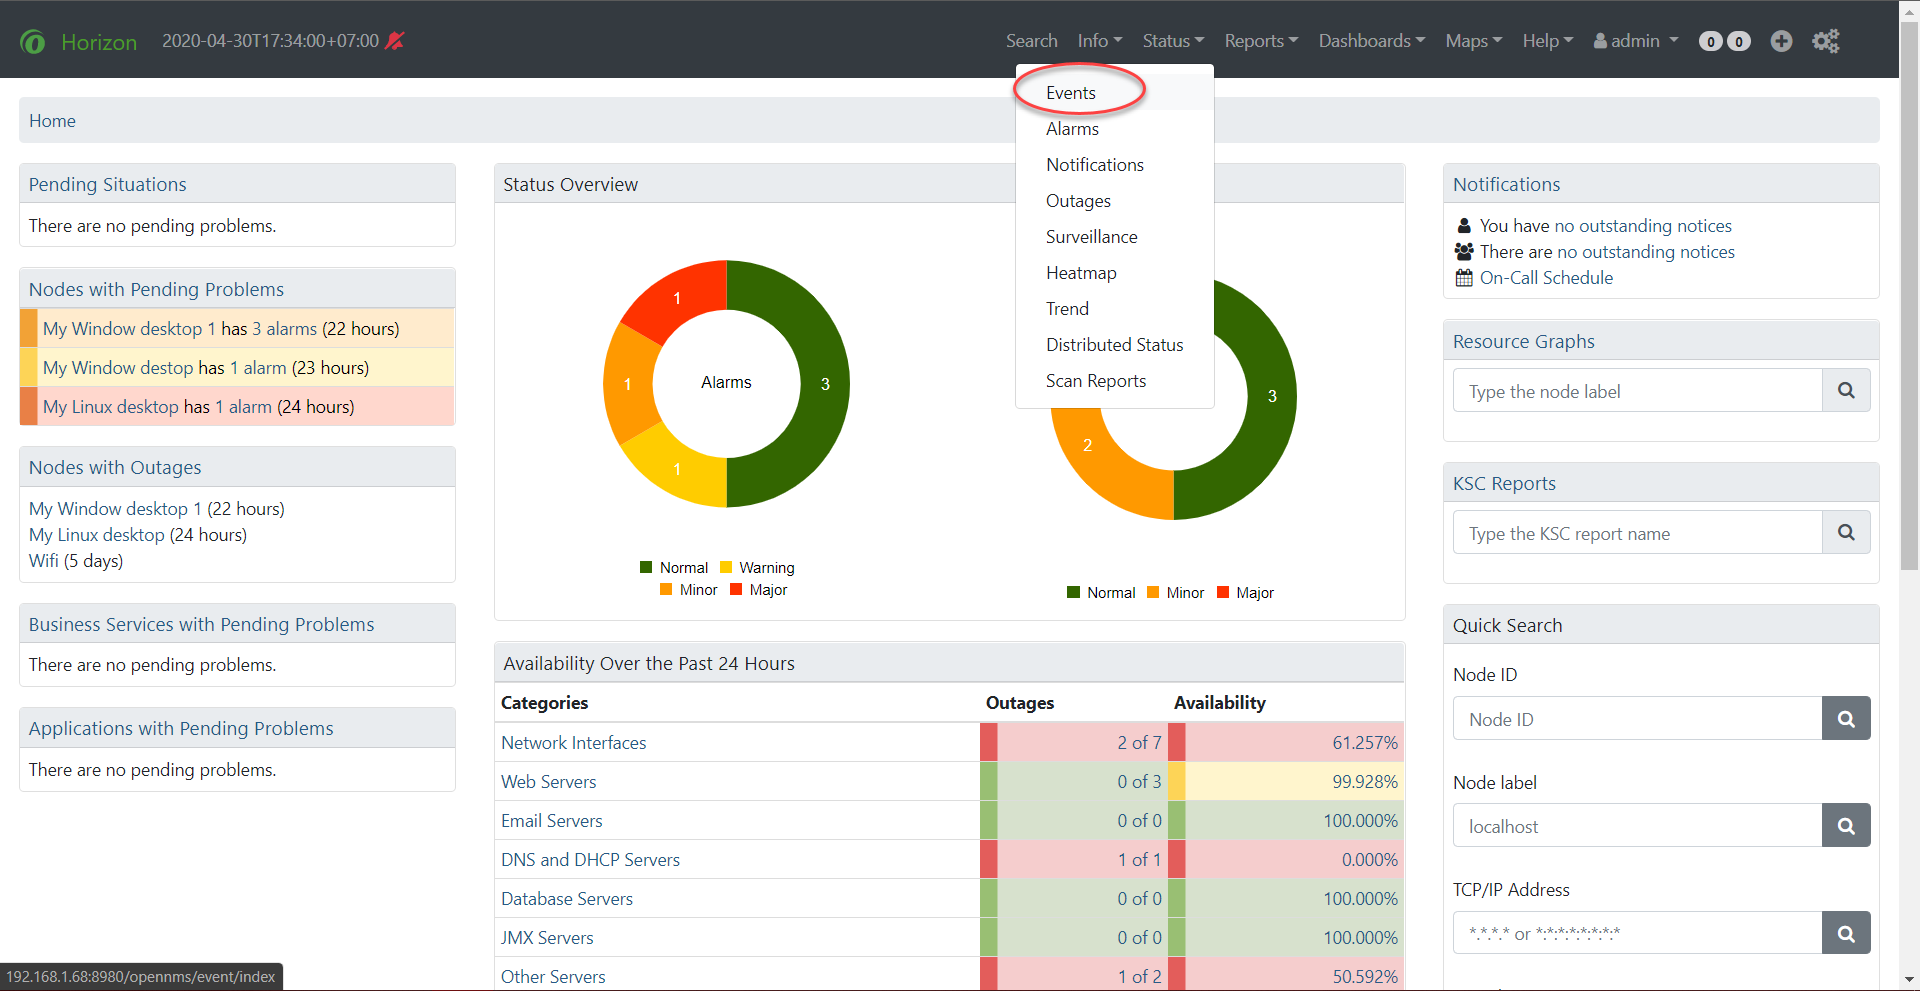 Horizon 2020-04-30T17:34:00+07:00
Search Info Status Reports Dashboards Maps Help admin 0 0
Events
Alarms
Notifications
Outages
Surveillance
Heatmap
Trend
Distributed Status
Scan Reports
Home
Pending Situations
There are no pending problems.
Nodes with Pending Problems
My Window desktop 1 has 3 alarms (22 hours)
My Window destop has 1 alarm (23 hours)
My Linux desktop has 1 alarm (24 hours)
Nodes with Outages
My Window desktop 1 (22 hours)
My Linux desktop (24 hours)
Wifi (5 days)
Business Services with Pending Problems
There are no pending problems.
Applications with Pending Problems
There are no pending problems.
Status Overview
1
1
Alarms
3
1
Normal Warning
Minor Major
3
2
Normal Minor Major
Availability Over the Past 24 Hours
Categories Outages Availability
Network Interfaces 2 of 7 61.257%
Web Servers 0 of 3 99.928%
Email Servers 0 of 0 100.000%
DNS and DHCP Servers 1 of 1 0.000%
Database Servers 0 of 0 100.000%
JMX Servers 0 of 0 100.000%
Other Servers 1 of 2 50.592%
Notifications
You have no outstanding notices
There are no outstanding notices
On-Call Schedule
Resource Graphs
Type the node label
KSC Reports
Type the KSC report name
Quick Search
Node ID
Node ID
Node label
localhost
TCP/IP Address
*.*.*.* or *:*:*:*:*:*:*:*
192.168.1.68:8980/opennms/event/index